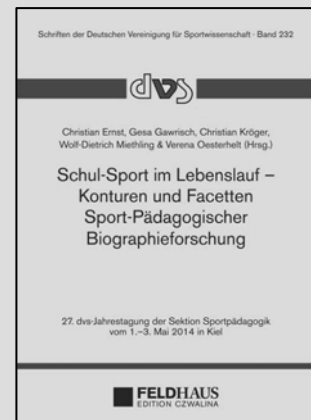 Schriften der Deutschen Vereinigung für Sportwissenschaft · Band 232
dvs
Christian Ernst, Gesa Gawrisch, Christian Kröger,
Wolf-Dietrich Miethling & Verena Oesterhelt (Hrsg.)
Schul-Sport im Lebenslauf –
Konturen und Facetten
Sport-Pädagogischer
Biographieforschung
27. dvs-Jahrestagung der Sektion Sportpädagogik
vom 1.–3. Mai 2014 in Kiel
FELDHAUS
EDITION CZWALINA